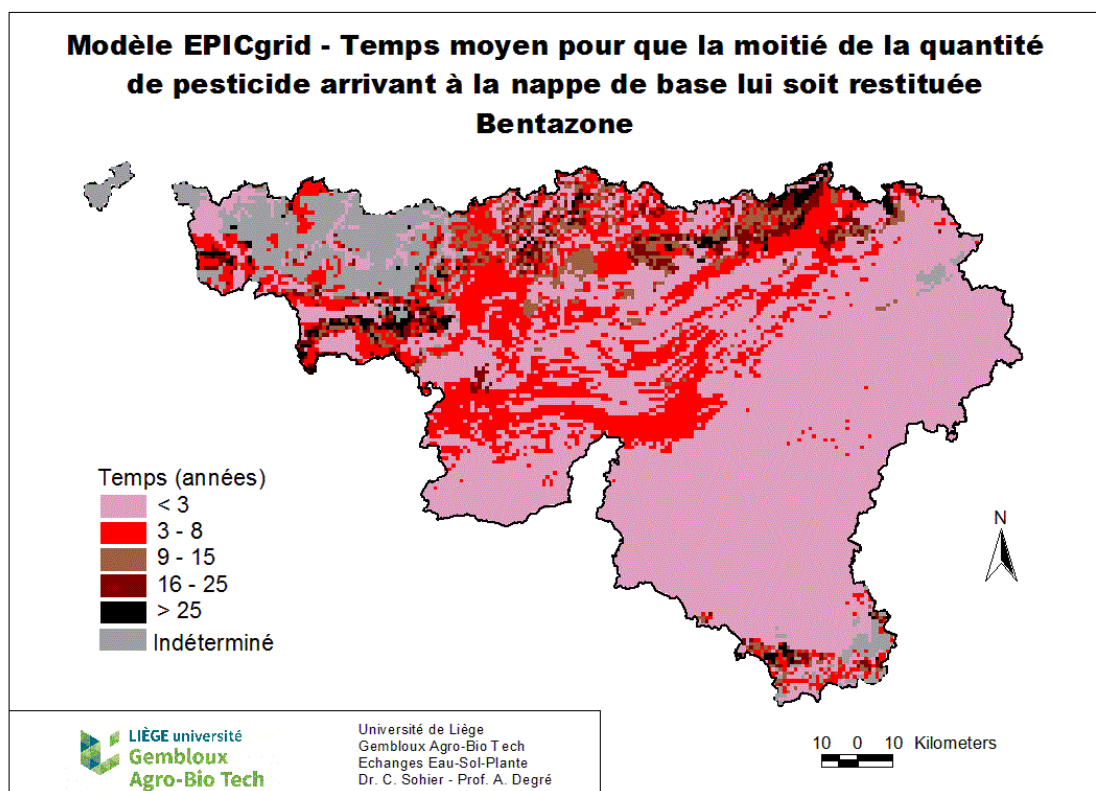 Modèle EPICgrid - Temps moyen pour que la moitié de la quantité
de pesticide arrivant à la nappe de base lui soit restituée
Bentazone
Temps (années)
< 3
3 - 8
9 - 15
16 - 25
> 25
Indéterminé
N
10 0 10 Kilometers
LIÈGE université
Gembloux
Agro-Bio Tech
Université de Liège
Gembloux Agro-Bio Tech
Echanges Eau-Sol-Plante
Dr. C. Sohier - Prof. A. Degré